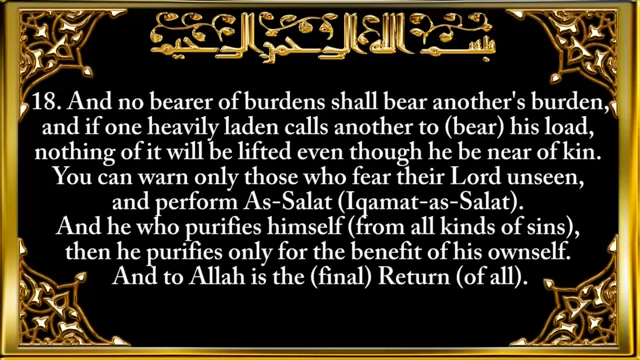 بسم الله الرحمن الرحيم
18. And no bearer of burdens shall bear another's burden,
and if one heavily laden calls another to (bear) his load,
nothing of it will be lifted even though he be near of kin.
You can warn only those who fear their Lord unseen,
and perform As-Salat (Iqamat-as-Salat).
And he who purifies himself (from all kinds of sins),
then he purifies only for the benefit of his ownself.
And to Allah is the (final) Return (of all).